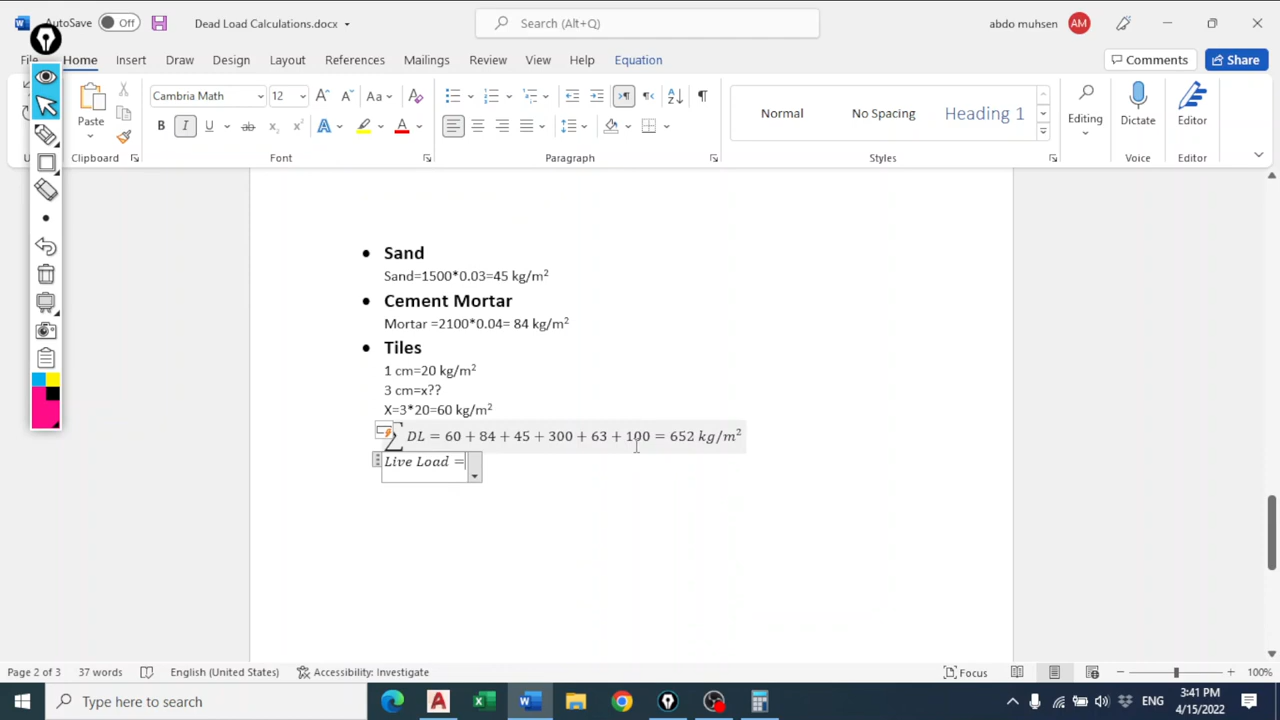 AutoSave Off Dead Load Calculations.docx Search (Alt+Q) abdo muhsen AM
File Home Insert Draw Design Layout References Mailings Review View Help Equation Comments Share
Paste Cambria Math 12 Aa Normal No Spacing Heading 1 Editing Dictate Editor
Clipboard Font Paragraph Styles Voice Editor
Sand
Sand=1500*0.03=45 kg/m²
Cement Mortar
Mortar =2100*0.04= 84 kg/m²
Tiles
1 cm=20 kg/m²
3 cm=x??
X=3*20=60 kg/m²
∑ DL = 60 + 84 + 45 + 300 + 63 + 100 = 652 kg/m²
Live Load =
Page 2 of 3 37 words English (United States) Accessibility: Investigate Focus 100%
Type here to search ENG 3:41 PM
4/15/2022